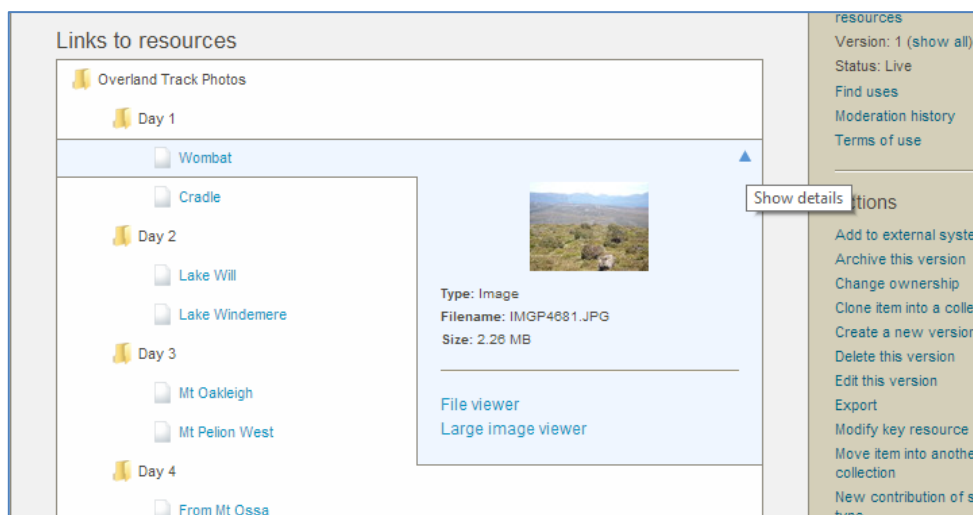 Links to resources
Overland Track Photos
Day 1
Wombat
Cradle
Day 2
Lake Will
Lake Windemere
Day 3
Mt Oakleigh
Mt Pelion West
Day 4
From Mt Ossa
Type: Image
Filename: IMGP4681.JPG
Size: 2.26 MB
File viewer
Large image viewer
Show details
resources
Version: 1 (show all)
Status: Live
Find uses
Moderation history
Terms of use
Add to external
Archive this version
Change ownership
Clone item into a
Create a new version
Delete this version
Edit this version
Export
Modify key resource
Move item into
collection
New contribution of